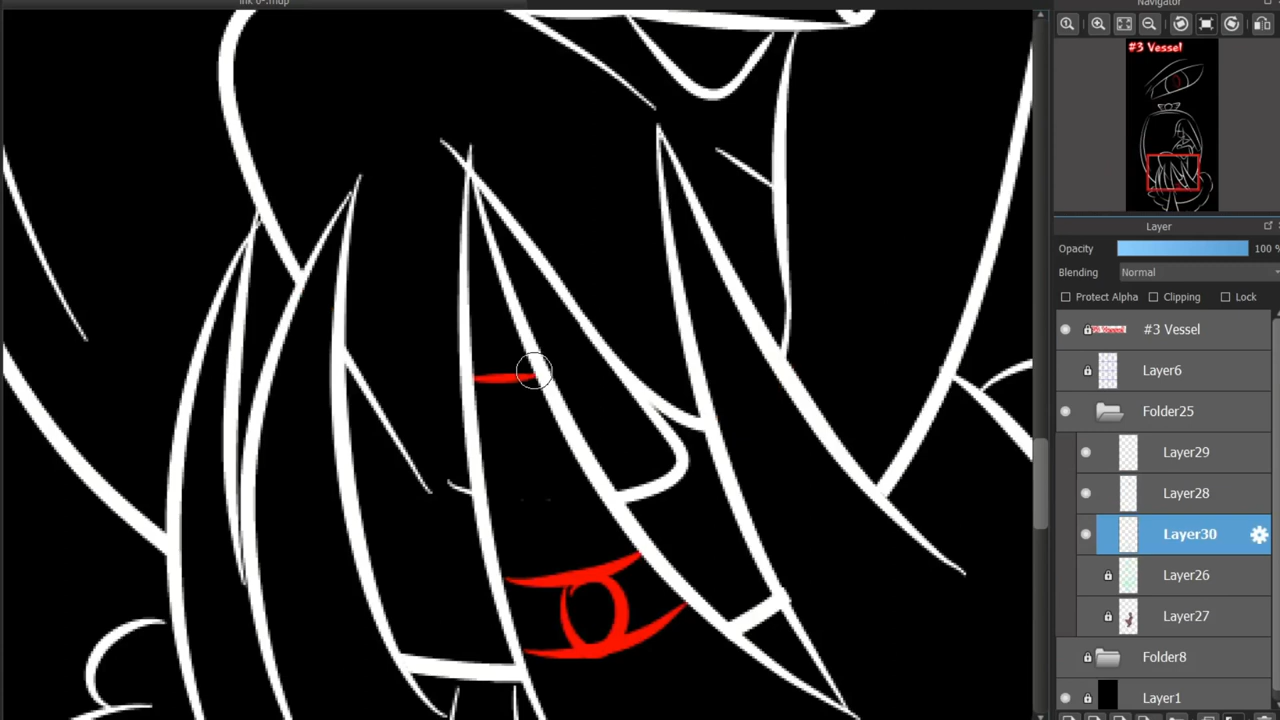 Navigator
#3 Vessel
Layer
Opacity 100 %
Blending Normal
Protect Alpha Clipping Lock
#3 Vessel
Layer6
Folder25
Layer29
Layer28
Layer30
Layer26
Layer27
Folder8
Layer1